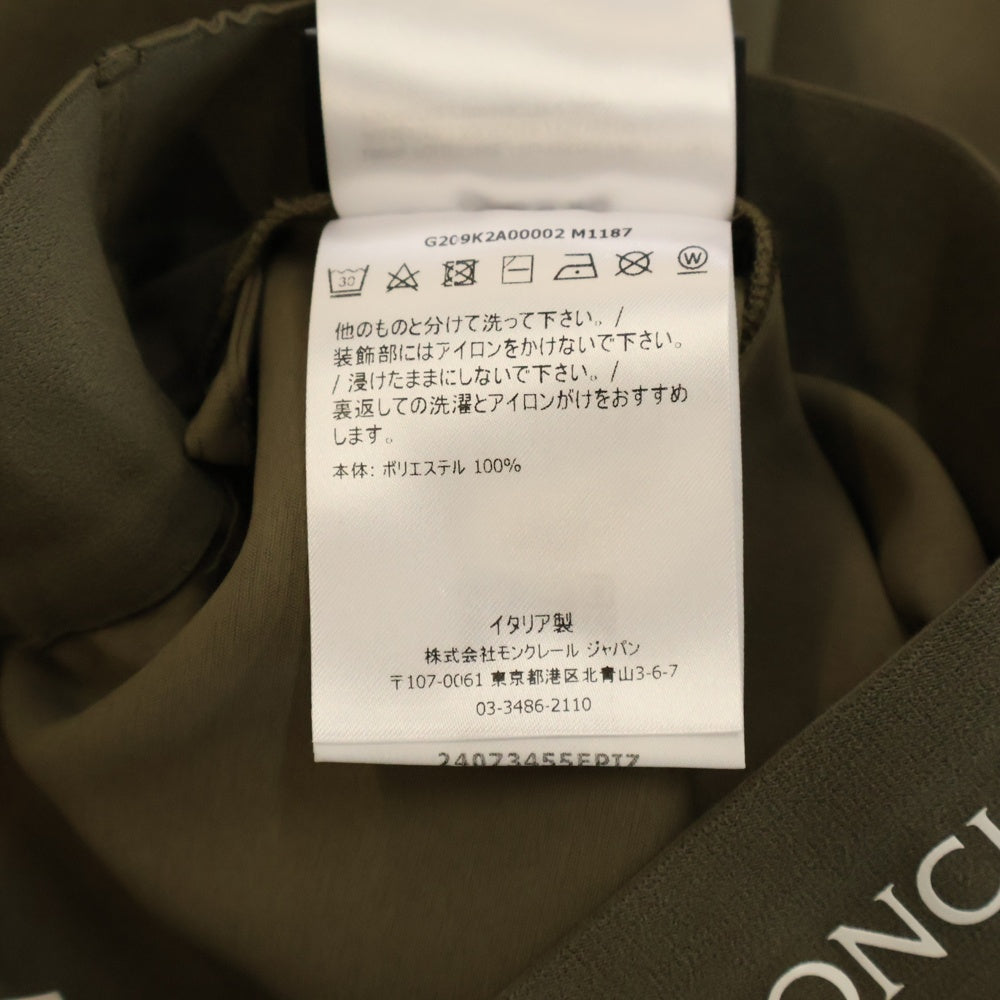 G209K2A00002 M1187
30
W
他のものと分けて洗って下さい。/
装飾部にはアイロンをかけないで下さい。
/ 浸けたままにしないで下さい。/
裏返しての洗濯とアイロンがけをおすすめ
します。
本体: ポリエステル 100%
イタリア製
株式会社モンクレール ジャパン
〒107-0061 東京都港区北青山3-6-7
03-3486-2110
ONCL